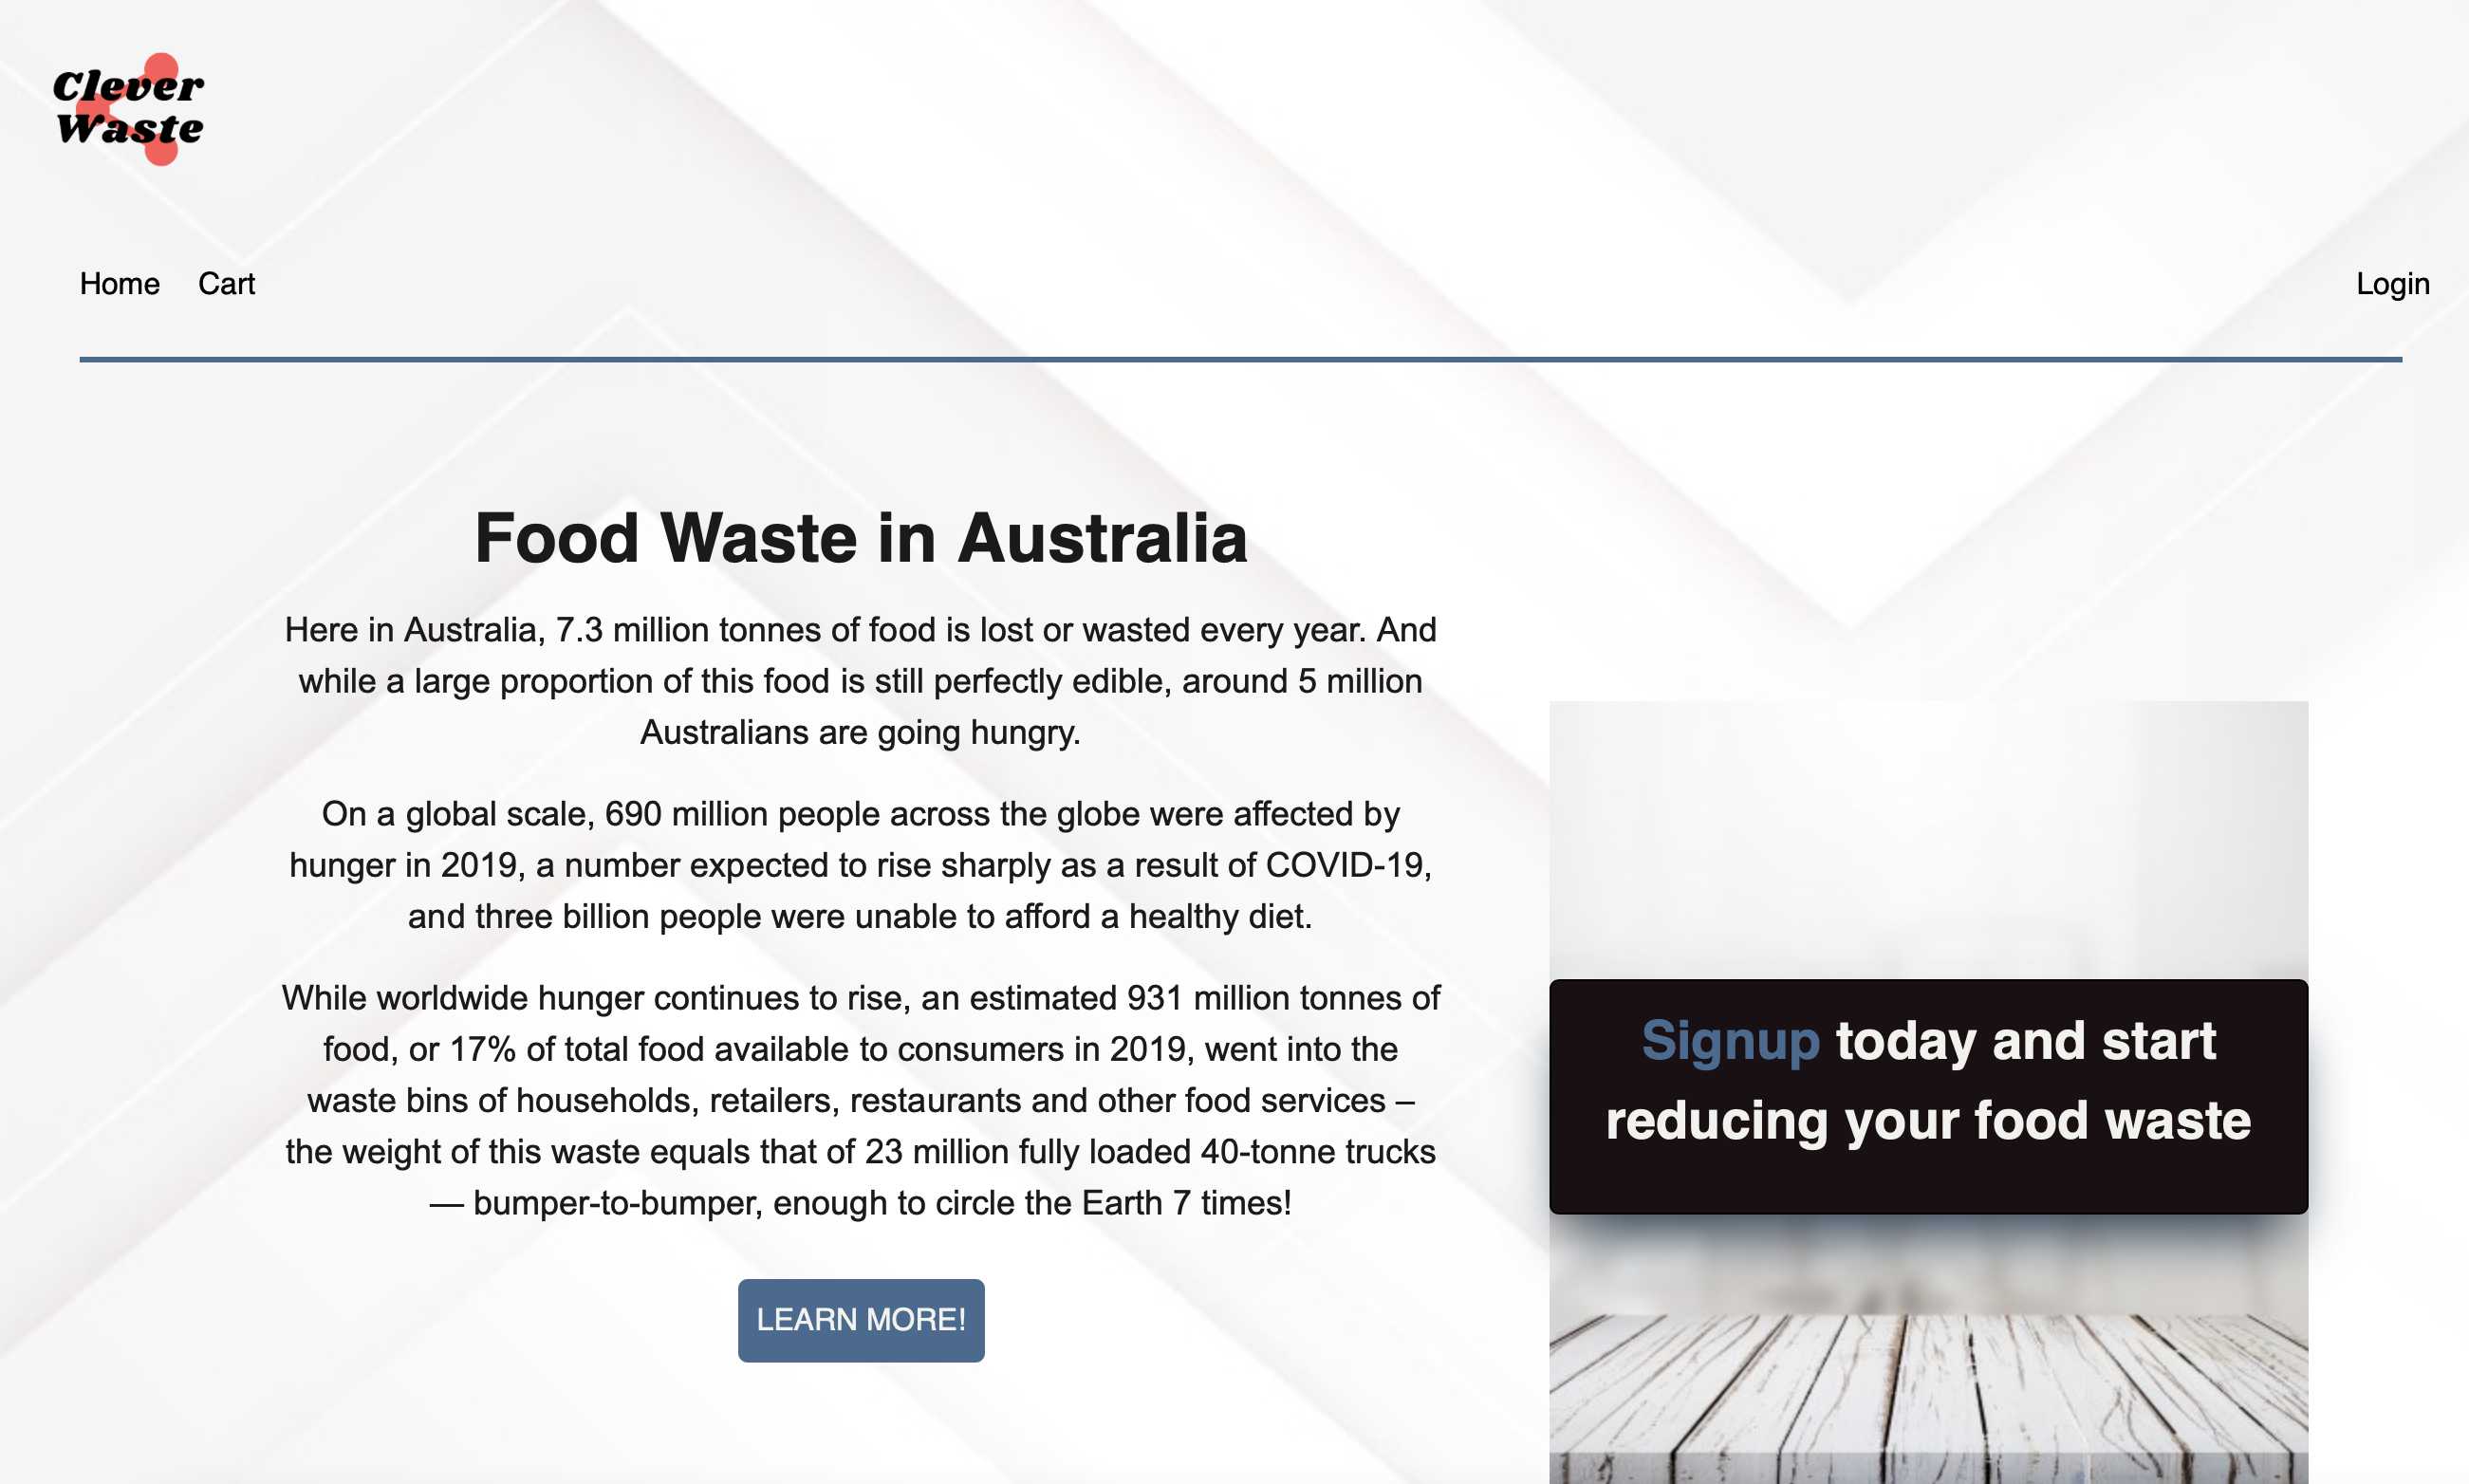 Clever
Waste
Home Cart Login
Food Waste in Australia
Here in Australia, 7.3 million tonnes of food is lost or wasted every year. And
while a large proportion of this food is still perfectly edible, around 5 million
Australians are going hungry.
On a global scale, 690 million people across the globe were affected by
hunger in 2019, a number expected to rise sharply as a result of COVID-19,
and three billion people were unable to afford a healthy diet.
While worldwide hunger continues to rise, an estimated 931 million tonnes of
food, or 17% of total food available to consumers in 2019, went into the
waste bins of households, retailers, restaurants and other food services –
the weight of this waste equals that of 23 million fully loaded 40-tonne trucks
— bumper-to-bumper, enough to circle the Earth 7 times!
LEARN MORE!
Signup today and start
reducing your food waste